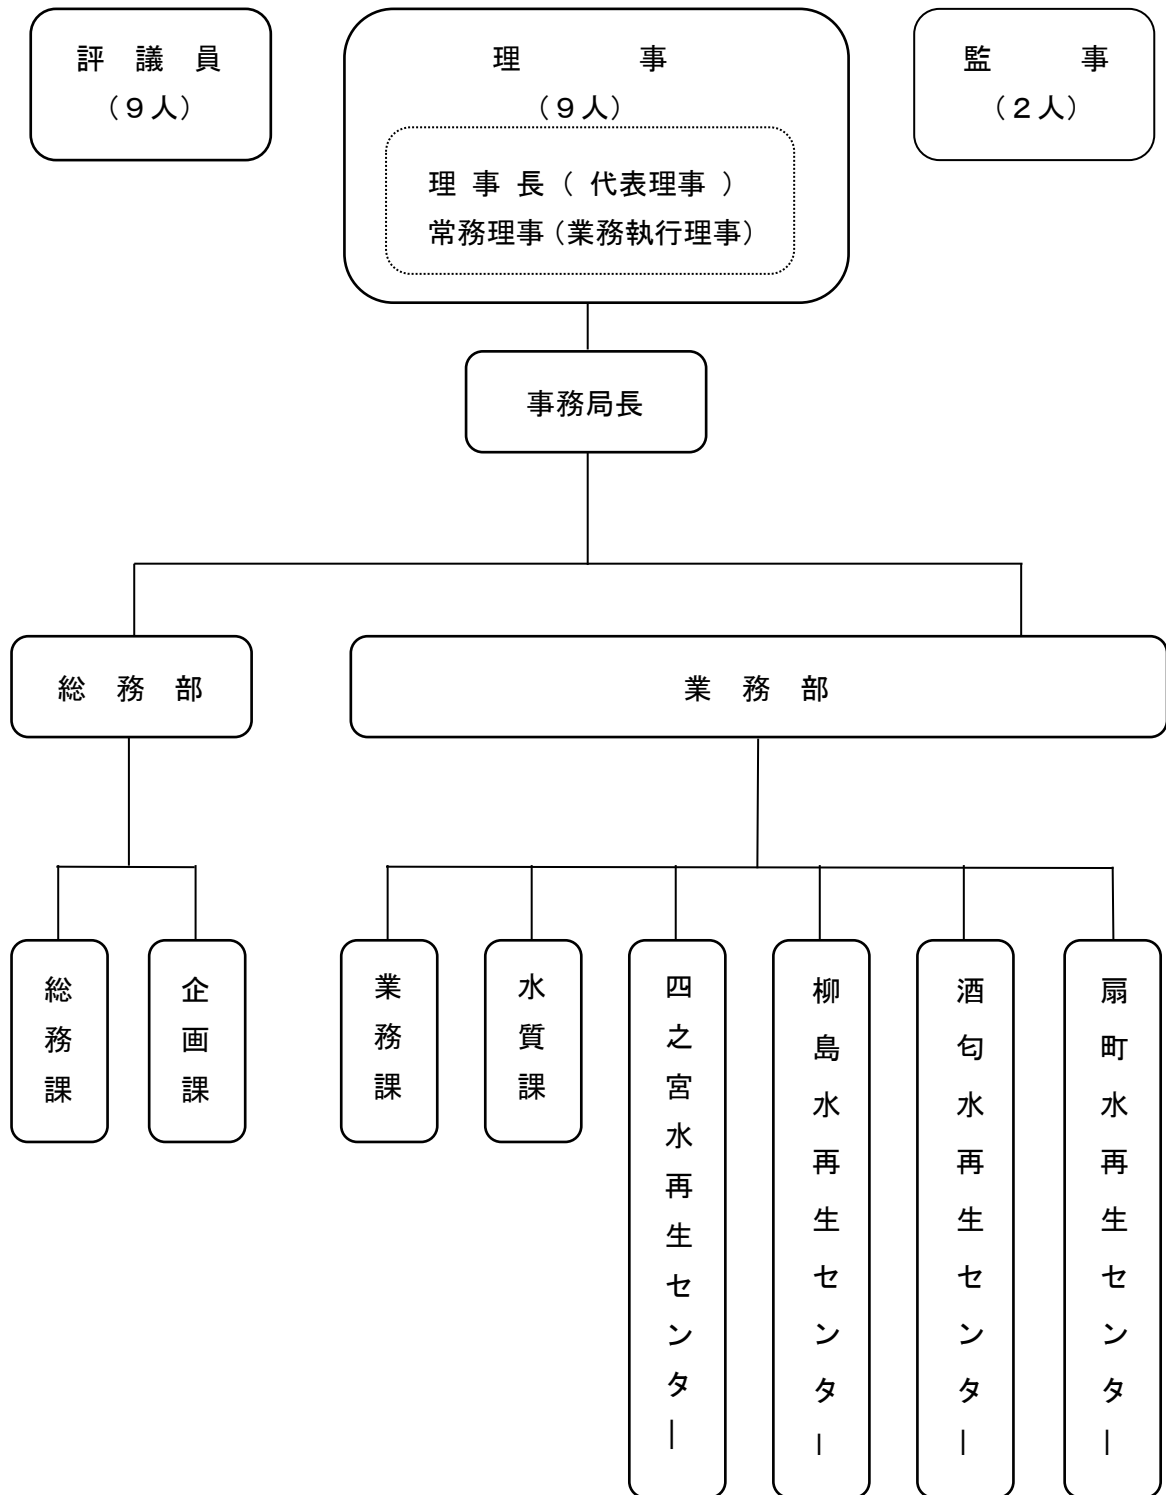 評　議　員
（９人）
理　　　事
（９人）
理 事 長（ 代表理事 ）
常務理事（業務執行理事）
監　　　事
（２人）
事務局長
総　務　部
業　務　部
総務課
企画課
業務課
水質課
四之宮水再生センター
柳島水再生センター
酒匂水再生センター
扇町水再生センター